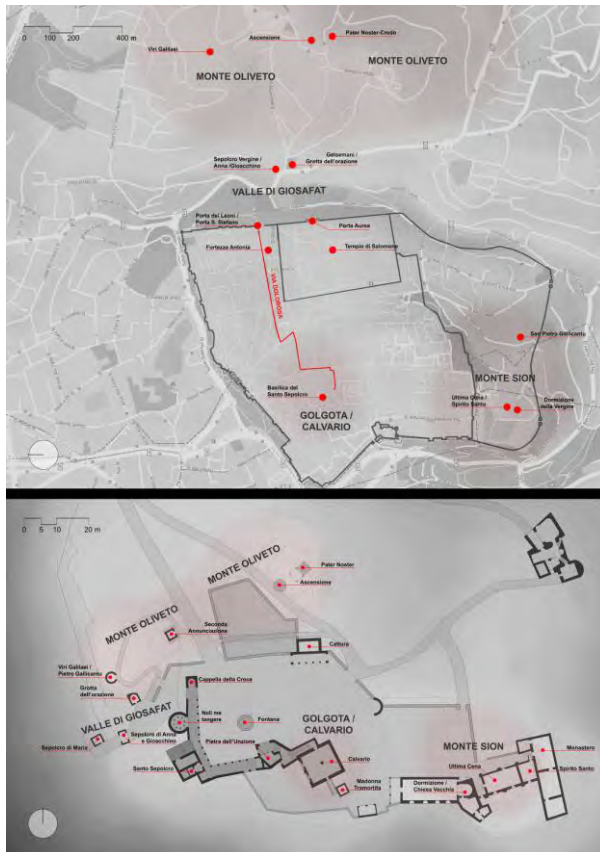 0 100 200 400 m
Viri Galilaei
Ascensione
Pater Noster-Credo
MONTE OLIVETO
MONTE OLIVETO
Sepolcro Vergine /
Anna /Gioacchino
Getsemani /
Grotta dell'orazione
VALLE DI GIOSAFAT
Porta dei Leoni /
Porta S. Stefano
Porta Aurea
Fortezza Antonia
Tempio di Salomone
VIA DOLOROSA
San Pietro Gallicantu
MONTE SION
Basilica del
Santo Sepolcro
Ultima Cena /
Spirito Santo
Dormizione
della Vergine
GOLGOTA /
CALVARIO
0 5 10 20 m
MONTE OLIVETO
Pater Noster
Ascensione
MONTE OLIVETO
Seconda
Annunciazione
Cattura
Viri Galilaei /
Pietro Gallicantu
Cappella della Croce
Grotta
dell'orazione
VALLE DI GIOSAFAT
Noli me
tangere
Fontana
GOLGOTA /
CALVARIO
Sepolcro di Maria
Sepolcro di Anna
e Gioacchino
Pietra dell'Unzione
MONTE SION
Monastero
Santo Sepolcro
Calvario
Ultima Cena
Madonna
Tramortita
Dormizione /
Chiesa Vecchia
Spirito Santo